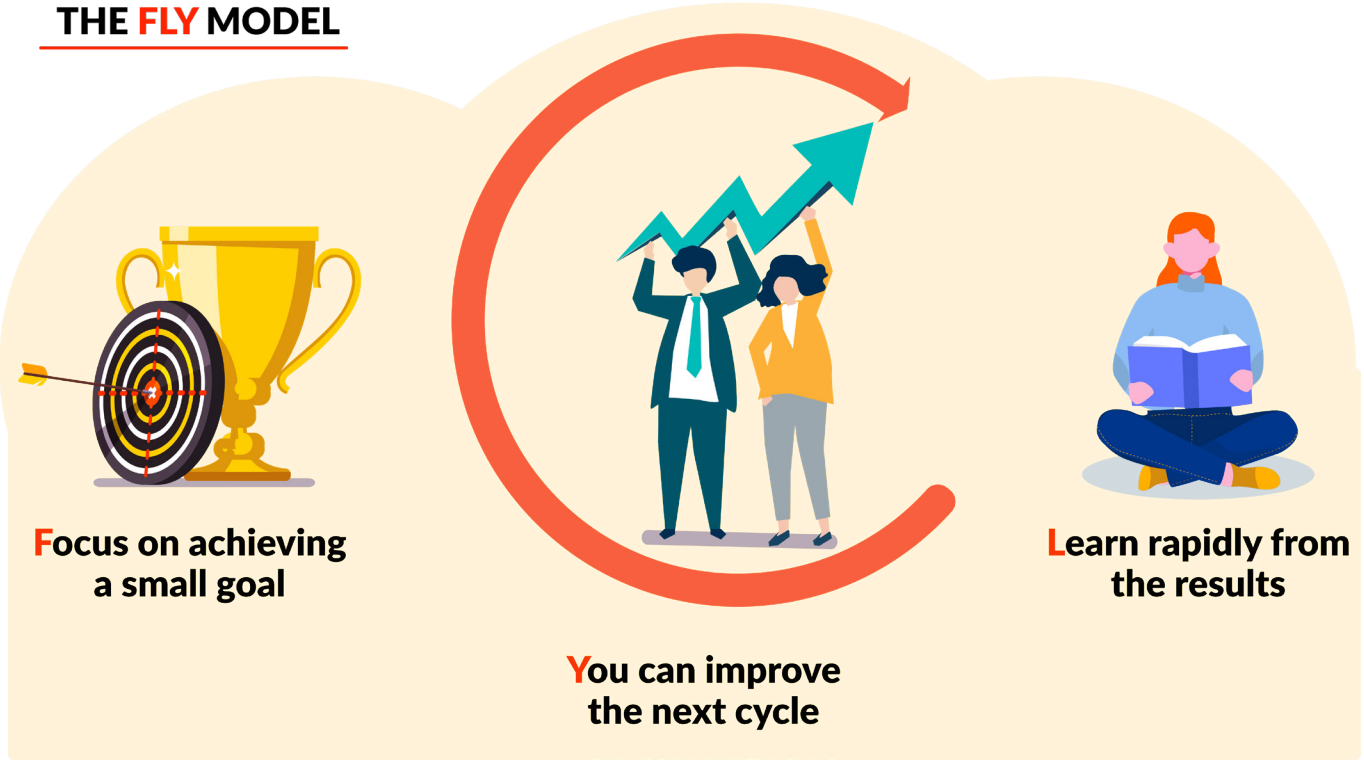 THE FLY MODEL
Focus on achieving
a small goal
Learn rapidly from
the results
You can improve
the next cycle